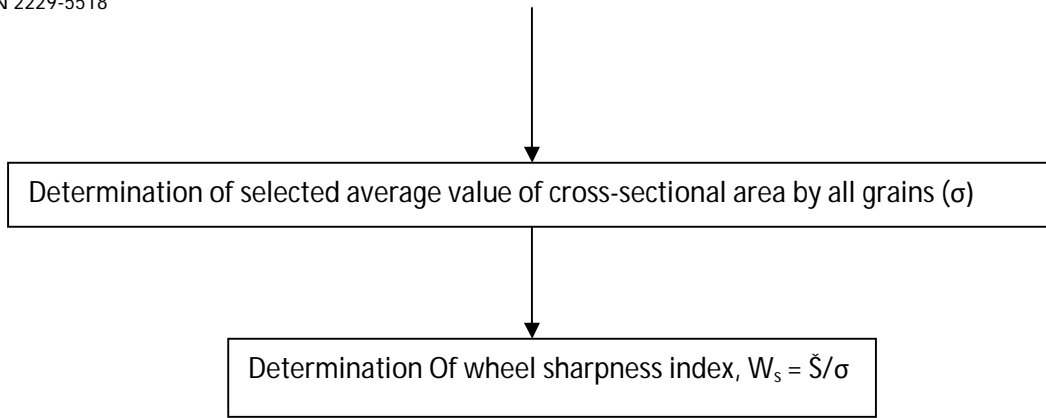 N 2229-5518
Determination of selected average value of cross-sectional area by all grains (σ)
Determination Of wheel sharpness index, Wₛ = Š/σ